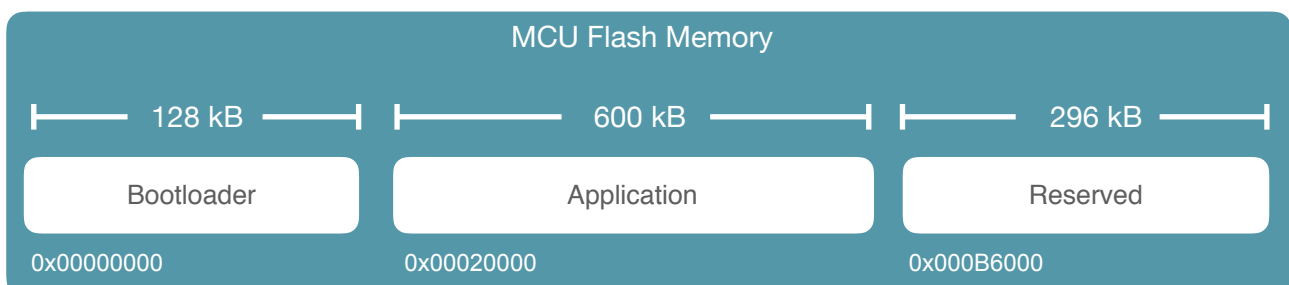 MCU Flash Memory
128 kB 600 kB 296 kB
Bootloader Application Reserved
0x00000000 0x00020000 0x000B6000